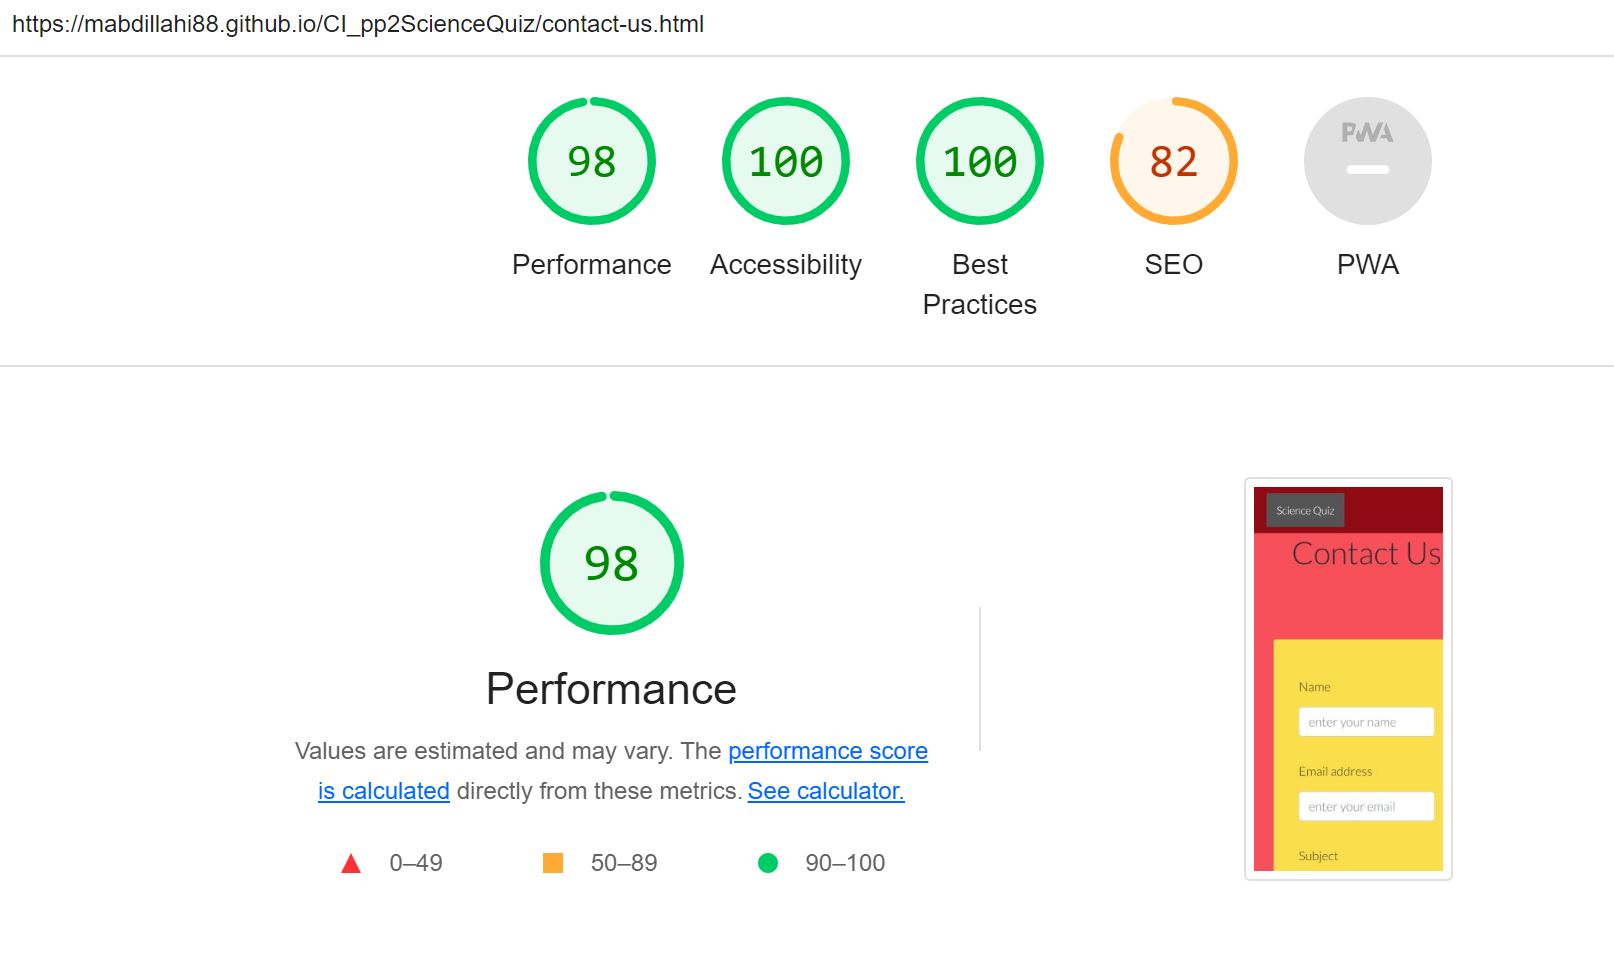 https://mabdillahi88.github.io/CI_pp2ScienceQuiz/contact-us.html
98
100
100
82
PWA
Performance
Accessibility
Best
Practices
SEO
PWA
98
Performance
Values are estimated and may vary. The performance score
is calculated directly from these metrics. See calculator.
0–49
50–89
90–100
Science Quiz
Contact Us
Name
enter your name
Email address
enter your email
Subject